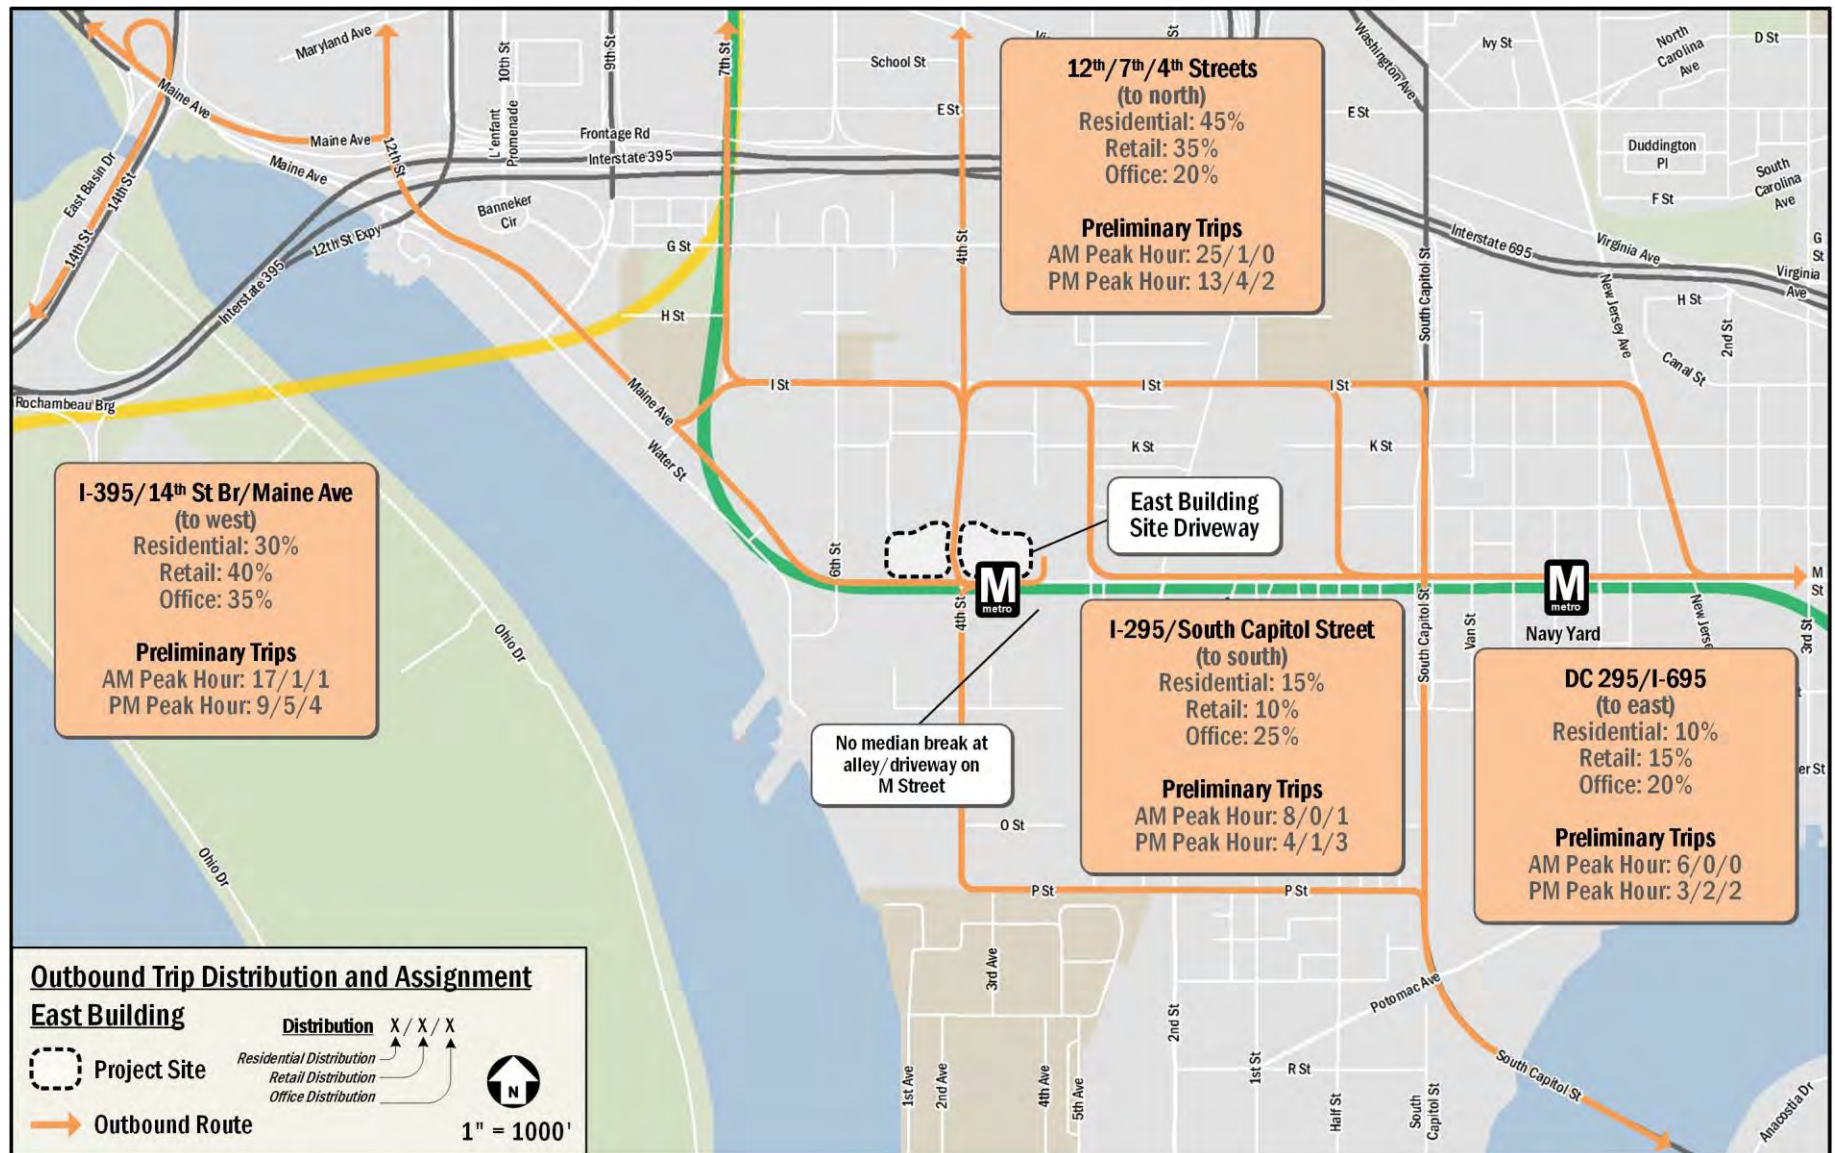 Maryland Ave
10th St
9th St
7th St
School St
St
Washington Ave
Ivy St
North
Carolina
Ave
D St
Maine Ave
E St
E St
Maine Ave
12th St
L'enfant
Promenade
Frontage Rd
Interstate 395
Maine Ave
East Basin Dr
14th St
14th St
Banneker
Cir
12th St Expy
Interstate 395
G St
H St
4th St
12th/7th/4th Streets
(to north)
Residential: 45%
Retail: 35%
Office: 20%
Preliminary Trips
AM Peak Hour: 25/1/0
PM Peak Hour: 13/4/2
Duddington
Pl
South
Carolina
Ave
F St
Interstate 695
Virginia Ave
G
St
Virginia
Ave
South Capitol St
New Jersey Ave
H St
2nd St
Canal St
Rochambeau Brg
Maine Ave
Water St
I St
I St
I St
K St
K St
I-395/14th St Br/Maine Ave
(to west)
Residential: 30%
Retail: 40%
Office: 35%
Preliminary Trips
AM Peak Hour: 17/1/1
PM Peak Hour: 9/5/4
East Building
Site Driveway
6th St
4th St
M
metro
M
metro
Navy Yard
M
St
South Capitol St
Van St
New Jerse
3rd St
Ohio Dr
Ohio Dr
No median break at
alley/driveway on
M Street
I-295/South Capitol Street
(to south)
Residential: 15%
Retail: 10%
Office: 25%
Preliminary Trips
AM Peak Hour: 8/0/1
PM Peak Hour: 4/1/3
DC 295/I-695
(to east)
Residential: 10%
Retail: 15%
Office: 20%
Preliminary Trips
AM Peak Hour: 6/0/0
PM Peak Hour: 3/2/2
er St
O St
P St
P St
3rd Ave
1st Ave
2nd Ave
4th Ave
5th Ave
2nd St
1st St
R St
Half St
South
Capitol St
Potomac Ave
South Capitol St
Anacostia Dr
Outbound Trip Distribution and Assignment
East Building
Distribution X/X/X
Residential Distribution
Retail Distribution
Office Distribution
Project Site
Outbound Route
N
1" = 1000'